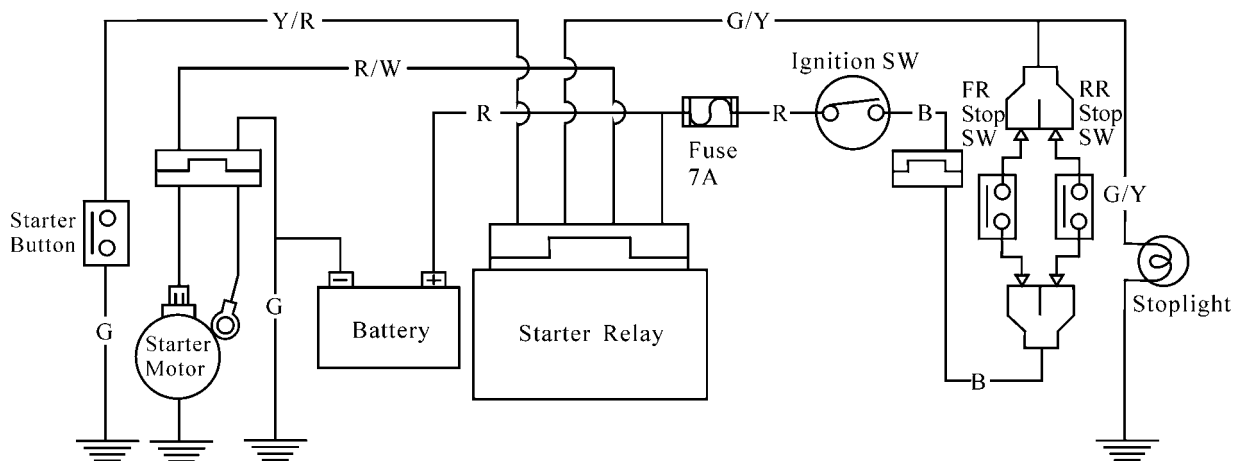 Y/R
G/Y
R/W
Ignition SW
R
R
B
FR
Stop
SW
RR
Stop
SW
Fuse
7A
G/Y
Starter
Button
G
G
Starter
Motor
−
+
Battery
Starter Relay
Stoplight
B